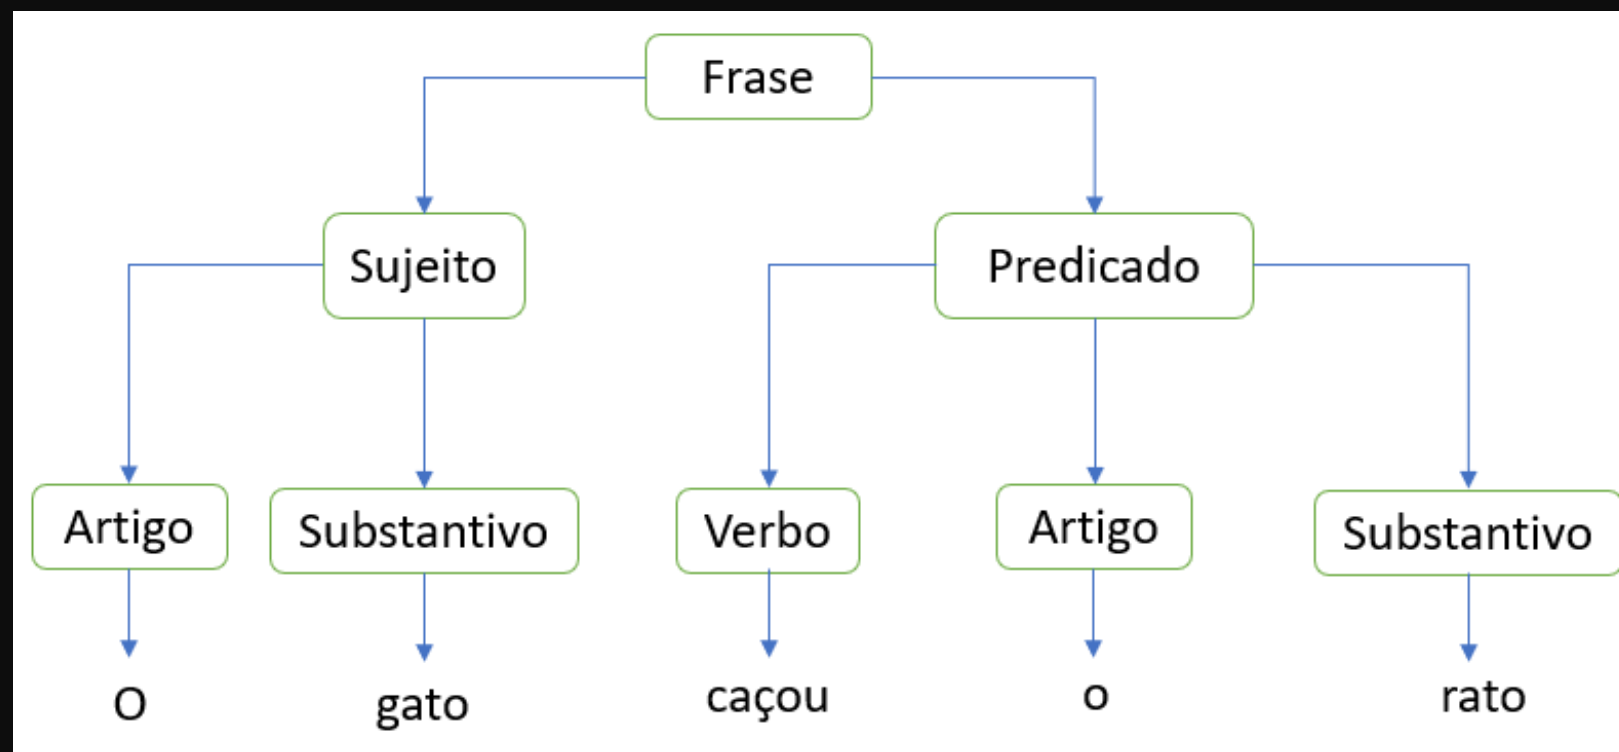 Frase
Sujeito
Predicado
Artigo
Substantivo
Verbo
Artigo
Substantivo
O
gato
caçou
o
rato